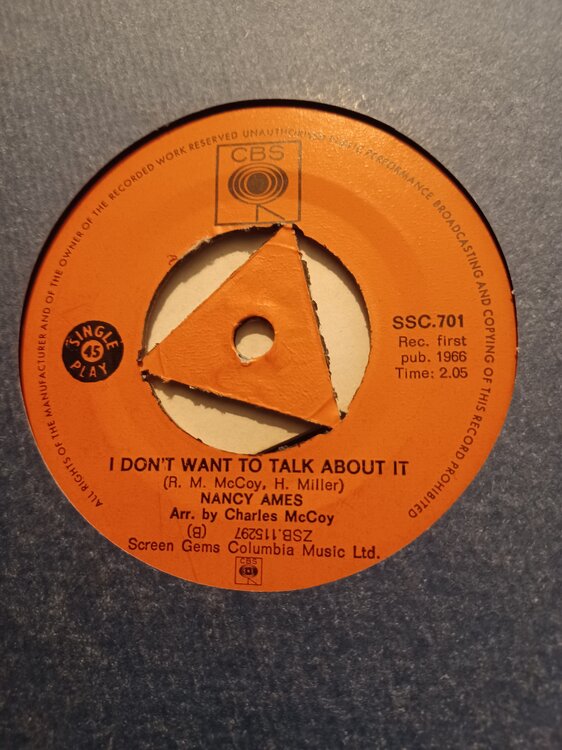 ALL RIGHTS OF THE MANUFACTURER AND OF THE OWNER OF THE RECORDED WORK RESERVED UNAUTHORISED PUBLIC PERFORMANCE BROADCASTING AND COPYING OF THIS RECORD PROHIBITED
CBS
SINGLE
45
PLAY
SSC.701
Rec. first
pub. 1966
Time: 2.05
I DON'T WANT TO TALK ABOUT IT
(R. M. McCoy, H. Miller)
NANCY AMES
Arr. by Charles McCoy
ZSB.115297 (B)
Screen Gems Columbia Music Ltd.
CBS